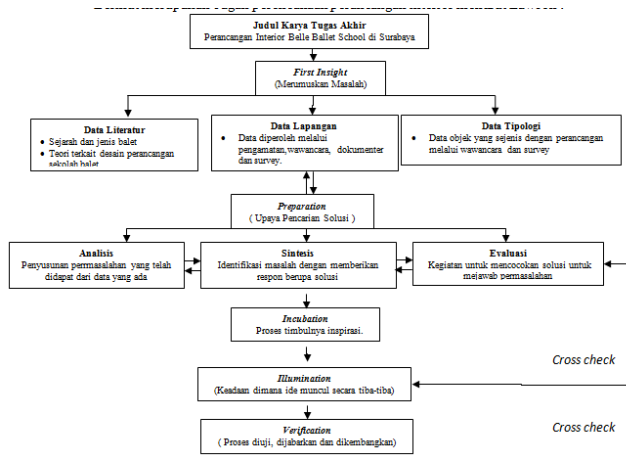 Judul Karya Tugas Akhir
Perancangan Interior Belle Ballet School di Surabaya
First Insight
(Merumuskan Masalah)
Data Literatur
• Sejarah dan jenis balet
• Teori terkait desain perancangan
sekolah balet
Data Lapangan
• Data diperoleh melalui
pengamatan,wawancara, dokumenter
dan survey.
Data Tipologi
• Data objek yang sejenis dengan perancangan
melalui wawancara dan survey
Preparation
( Upaya Pencarian Solusi )
Analisis
Penyusunan perrmasalahan yang telah
didapat dari data yang ada
Sintesis
Identifikasi masalah dengan memberikan
respon berupa solusi
Evaluasi
Kegiatan untuk mencocokan solusi untuk
mejawab permasalahan
Incubation
Proses timbulnya inspirasi.
Cross check
Illumination
(Keadaan dimana ide muncul secara tiba-tiba)
Cross check
Verification
( Proses diuji, dijabarkan dan dikembangkan)